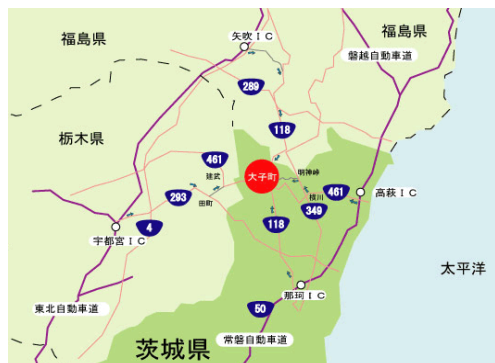 福島県
矢吹ＩＣ
福島県
磐越自動車道
289
118
栃木県
461
建武
大子町
明神峠
293
田町
461
高萩ＩＣ
横川
349
4
118
宇都宮ＩＣ
太平洋
那珂ＩＣ
東北自動車道
50
常磐自動車道
茨城県